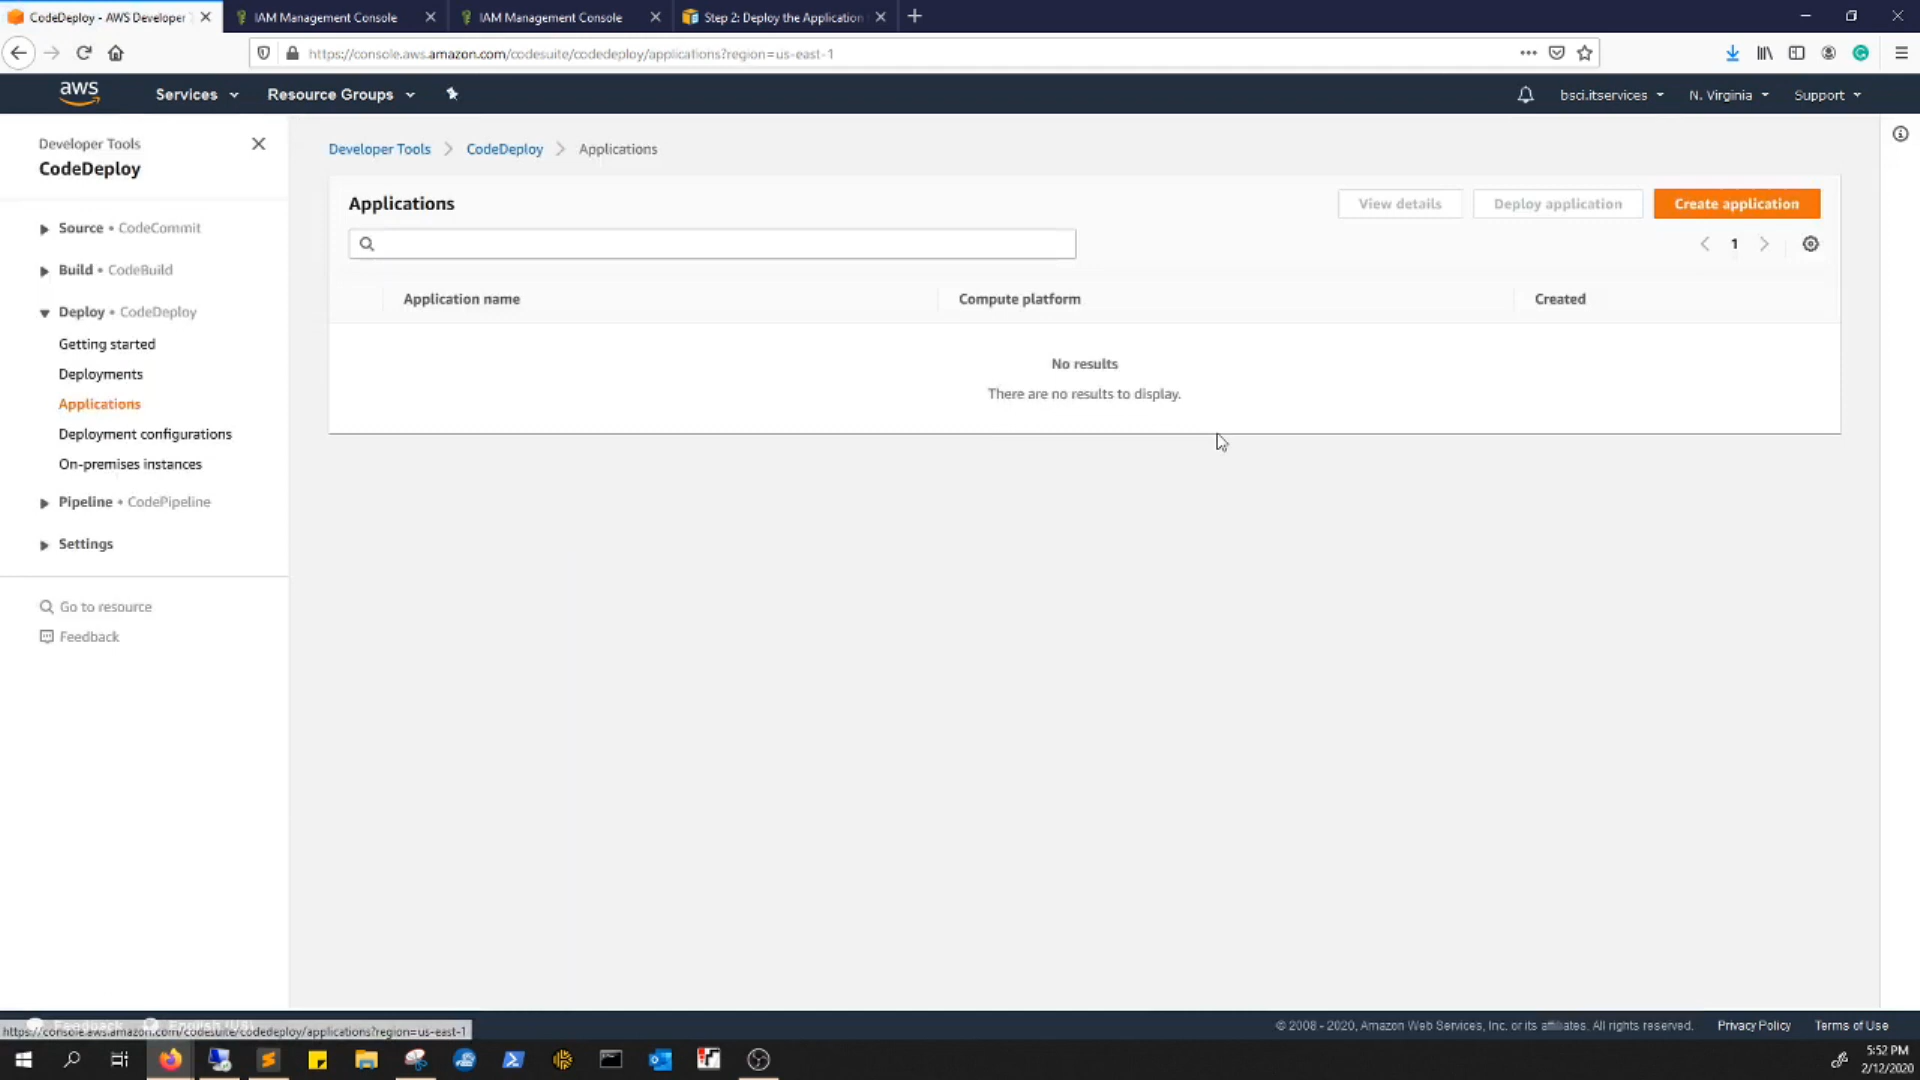 CodeDeploy - AWS Developer
IAM Management Console
IAM Management Console
Step 2: Deploy the Application
https://console.aws.amazon.com/codesuite/codedeploy/applications?region=us-east-1
aws
Services
Resource Groups
bsci.itservices
N. Virginia
Support
Developer Tools
CodeDeploy
Source • CodeCommit
Build • CodeBuild
Deploy • CodeDeploy
Getting started
Deployments
Applications
Deployment configurations
On-premises instances
Pipeline • CodePipeline
Settings
Go to resource
Feedback
Developer Tools > CodeDeploy > Applications
Applications
View details
Deploy application
Create application
1
Application name
Compute platform
Created
No results
There are no results to display.
https://console.aws.amazon.com/codesuite/codedeploy/applications?region=us-east-1
© 2008 - 2020, Amazon Web Services, Inc. or its affiliates. All rights reserved.
Privacy Policy
Terms of Use
5:52 PM
2/12/2020